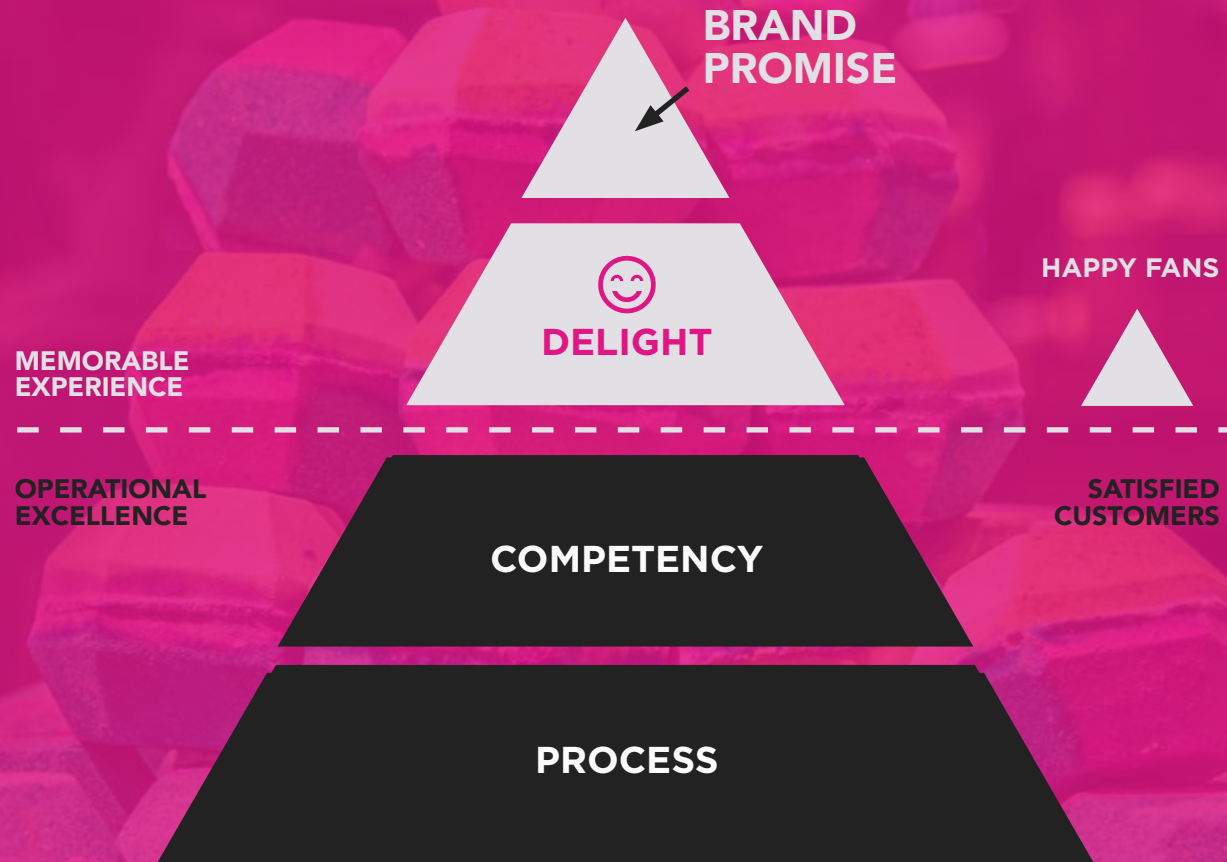 BRAND
PROMISE
HAPPY FANS
DELIGHT
MEMORABLE
EXPERIENCE
OPERATIONAL
EXCELLENCE
SATISFIED
CUSTOMERS
COMPETENCY
PROCESS